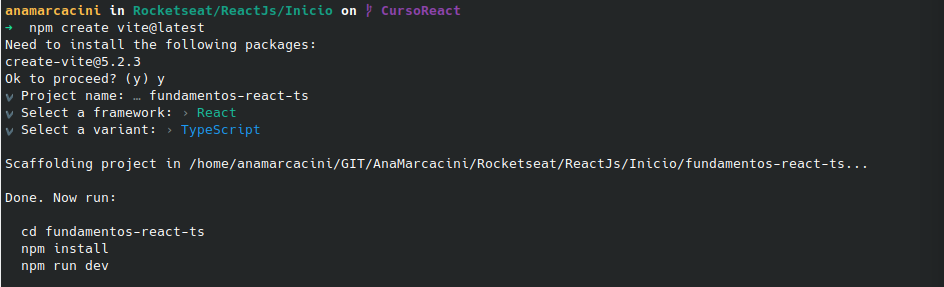 anamarcacini in Rocketseat/ReactJs/Inicio on ᚠ CursoReact
➜ npm create vite@latest
Need to install the following packages:
create-vite@5.2.3
Ok to proceed? (y) y
✔ Project name: … fundamentos-react-ts
✔ Select a framework: › React
✔ Select a variant: › TypeScript
Scaffolding project in /home/anamarcacini/GIT/AnaMarcacini/Rocketseat/ReactJs/Inicio/fundamentos-react-ts...
Done. Now run:
cd fundamentos-react-ts
npm install
npm run dev